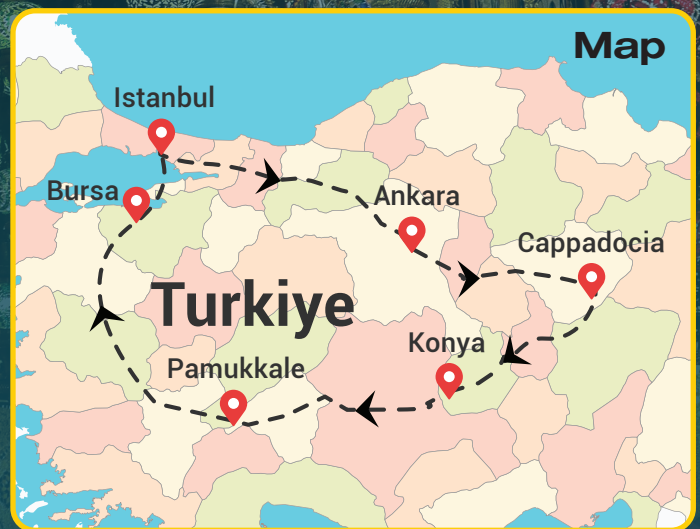 Map
Istanbul
Bursa
Ankara
Cappadocia
Turkiye
Konya
Pamukkale